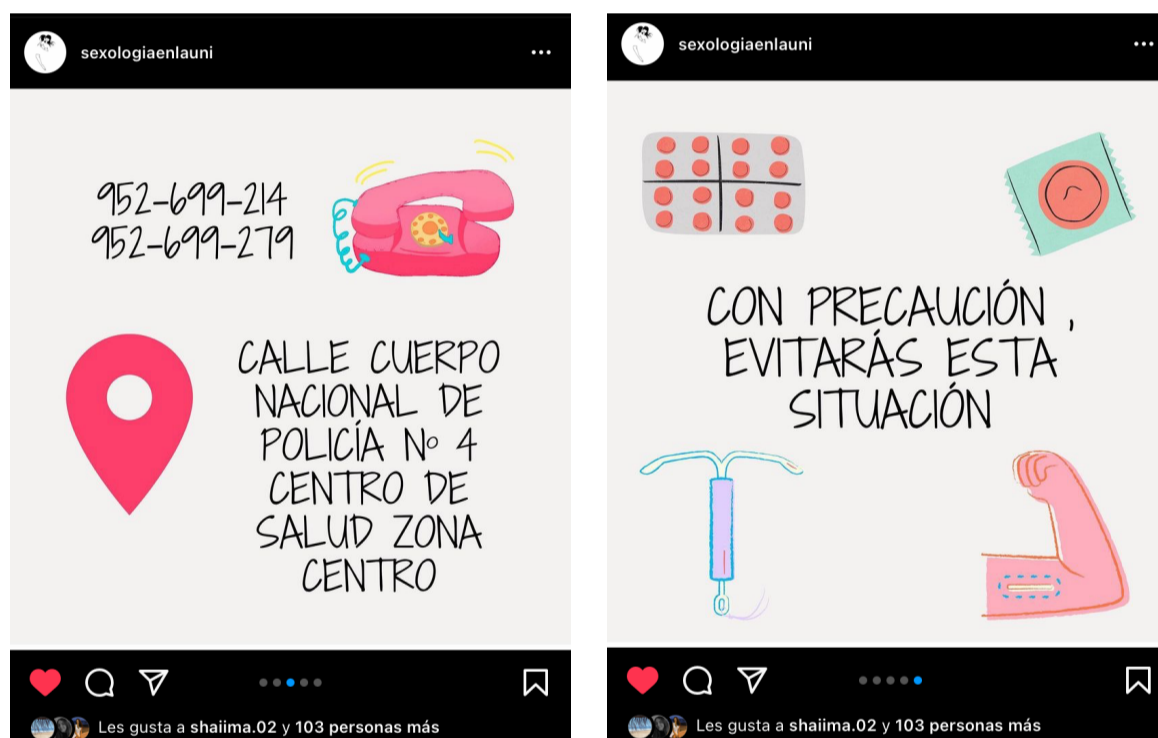 sexologiaenlauni
952-699-214
952-699-279
CALLE CUERPO
NACIONAL DE
POLICÍA Nº 4
CENTRO DE
SALUD ZONA
CENTRO
Les gusta a shaiima.02 y 103 personas más
sexologiaenlauni
CON PRECAUCIÓN ,
EVITARÁS ESTA
SITUACIÓN
Les gusta a shaiima.02 y 103 personas más